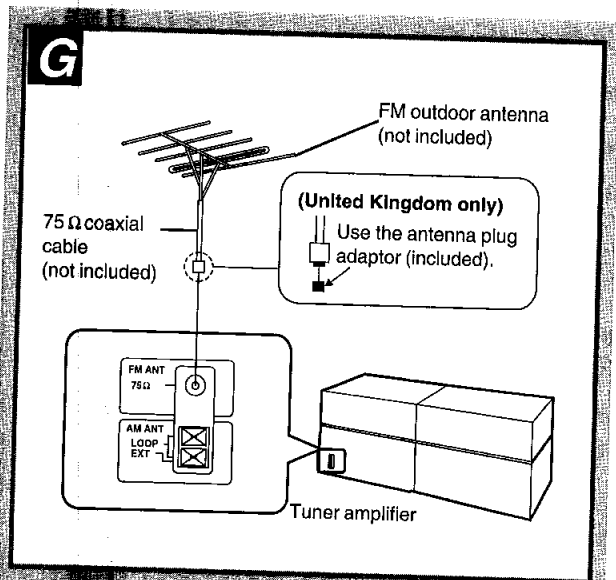 G
FM outdoor antenna
(not included)
(United Kingdom only)
Use the antenna plug
adaptor (included).
75 Ω coaxial
cable
(not included)
FM ANT
75Ω
AM ANT
LOOP
EXT
Tuner amplifier